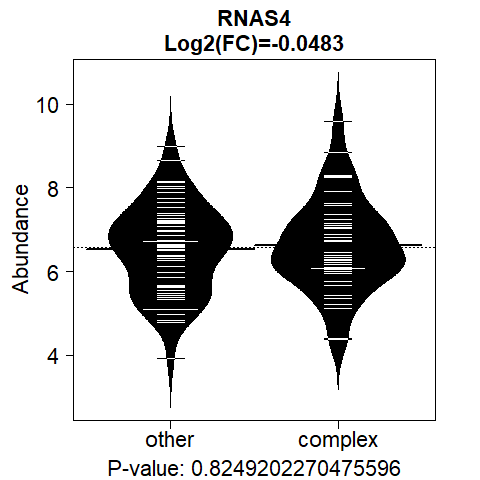 RNAS4
Log2(FC)=-0.0483
Abundance
10
8
6
4
other complex
P-value: 0.8249202270475596